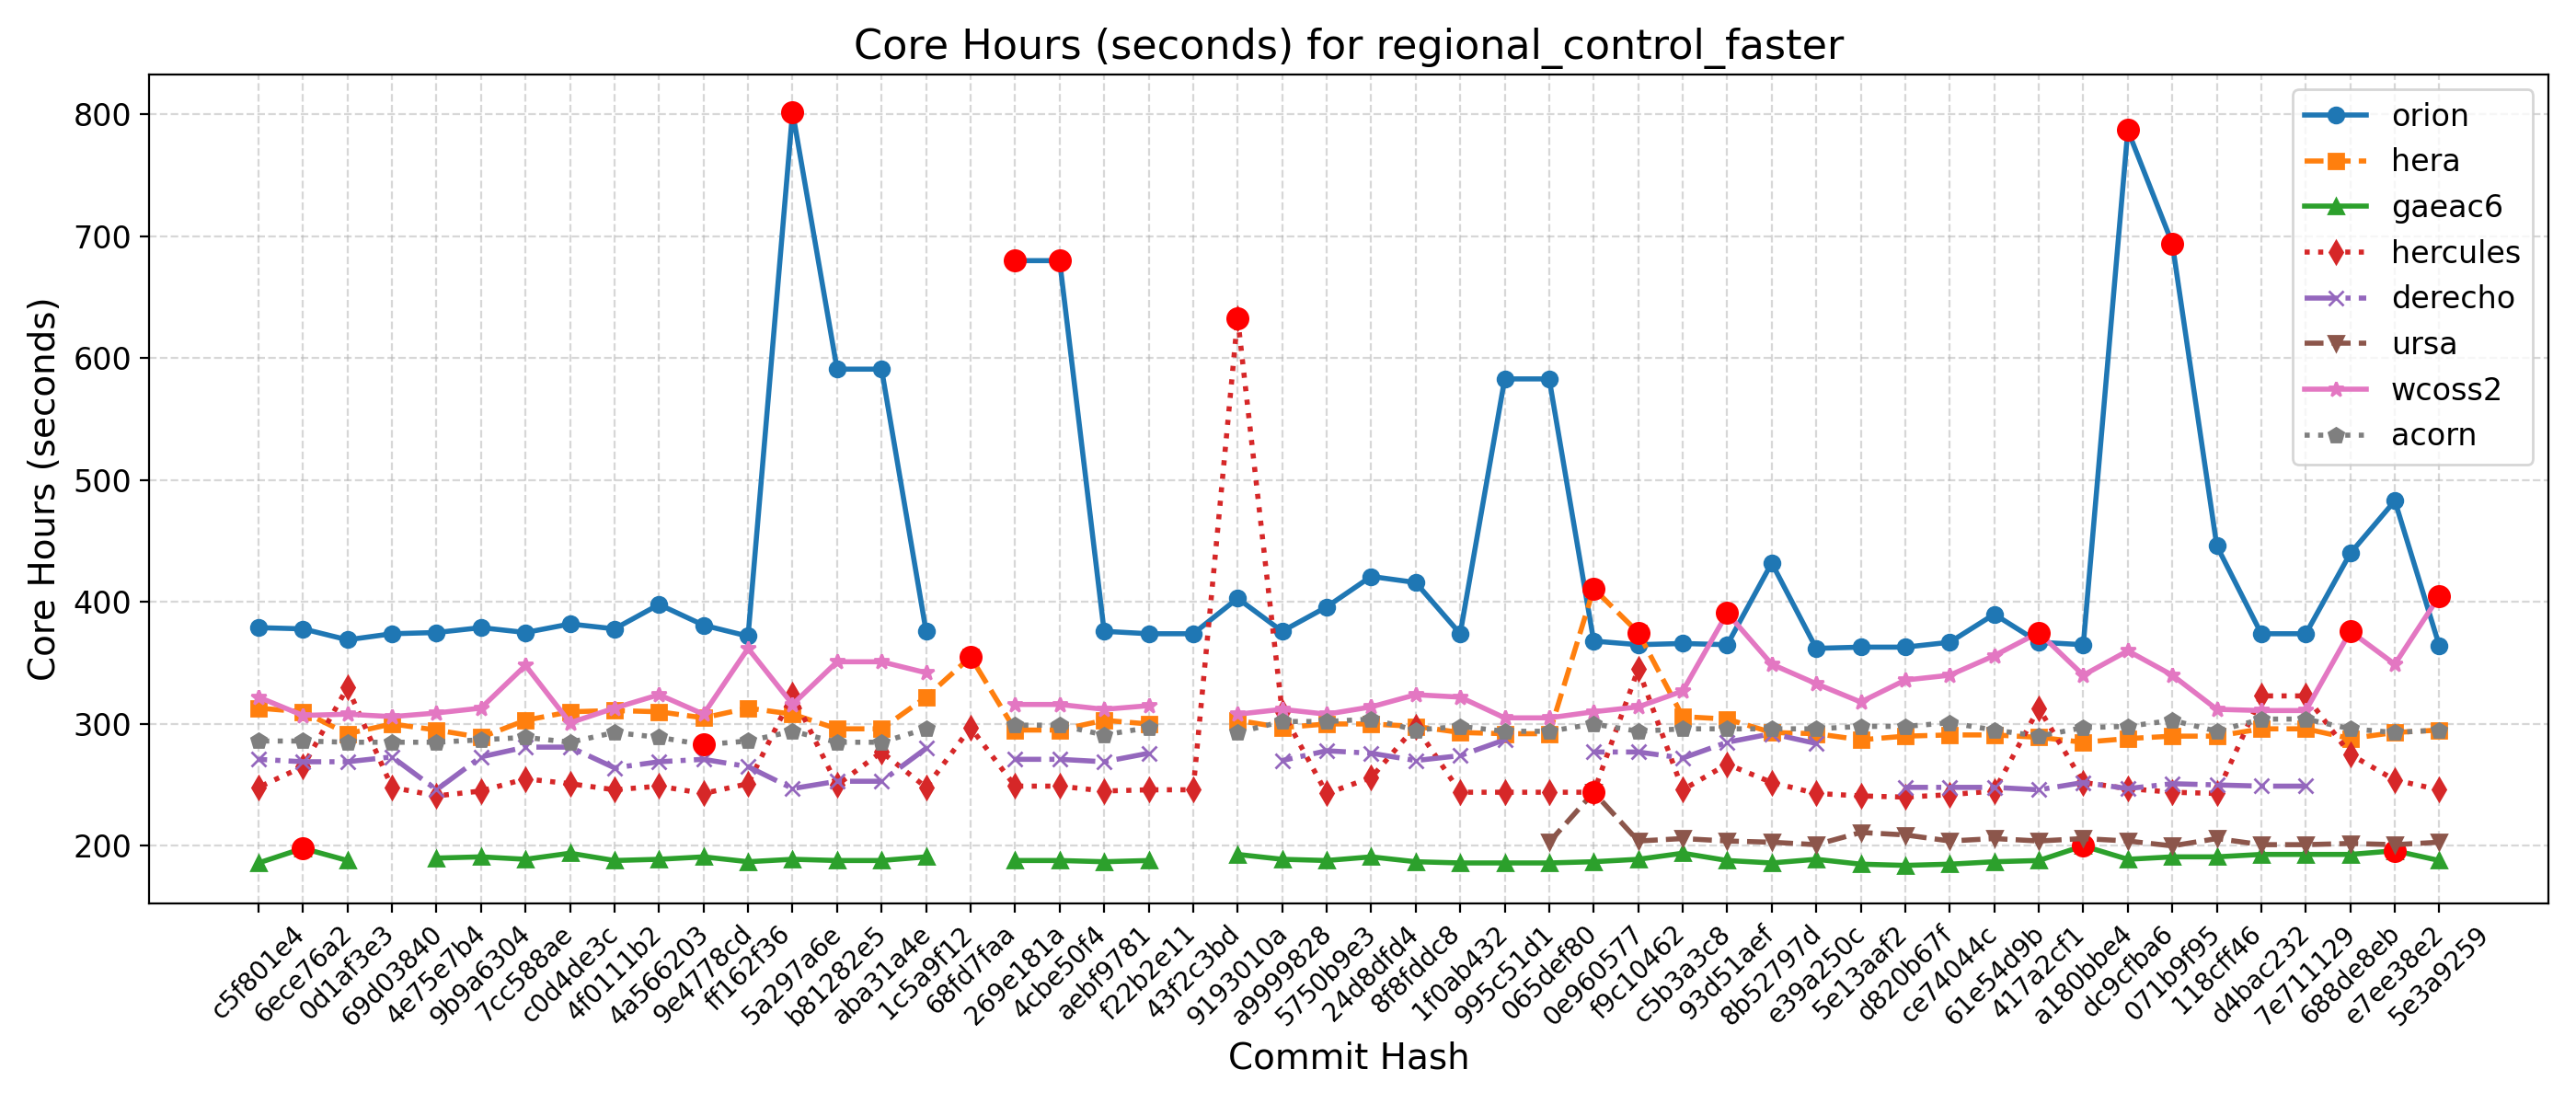 Core Hours (seconds) for regional_control_faster
Core Hours (seconds)
800
700
600
500
400
300
200
orion
hera
gaeac6
hercules
derecho
ursa
wcoss2
acorn
c5f801e4
6ece76a2
0d1af3e3
69d03840
4e75e7b4
9b9a6304
7cc588ae
c0d4de3c
4f0111b2
4a566203
9e4778cd
ff162f36
5a297a6e
b81282e5
aba31a4e
1c5a9f12
68fd7faa
269e181a
4cbe50f4
aebf9781
f22b2e11
43f2c3bd
9193010a
a9999828
5750b9e3
24d8dfd4
8f8fddc8
1f0ab432
995c51d1
065def80
0e960577
f9c10462
c5b3a3c8
93d51aef
8b52797d
e39a250c
5e13aaf2
d820b67f
ce74044c
61e54d9b
417a2cf1
a180bbe4
dc9cfba6
071b9f95
118cff46
d4bac232
7e711129
688de8eb
e7ee38e2
5e3a9259
Commit Hash